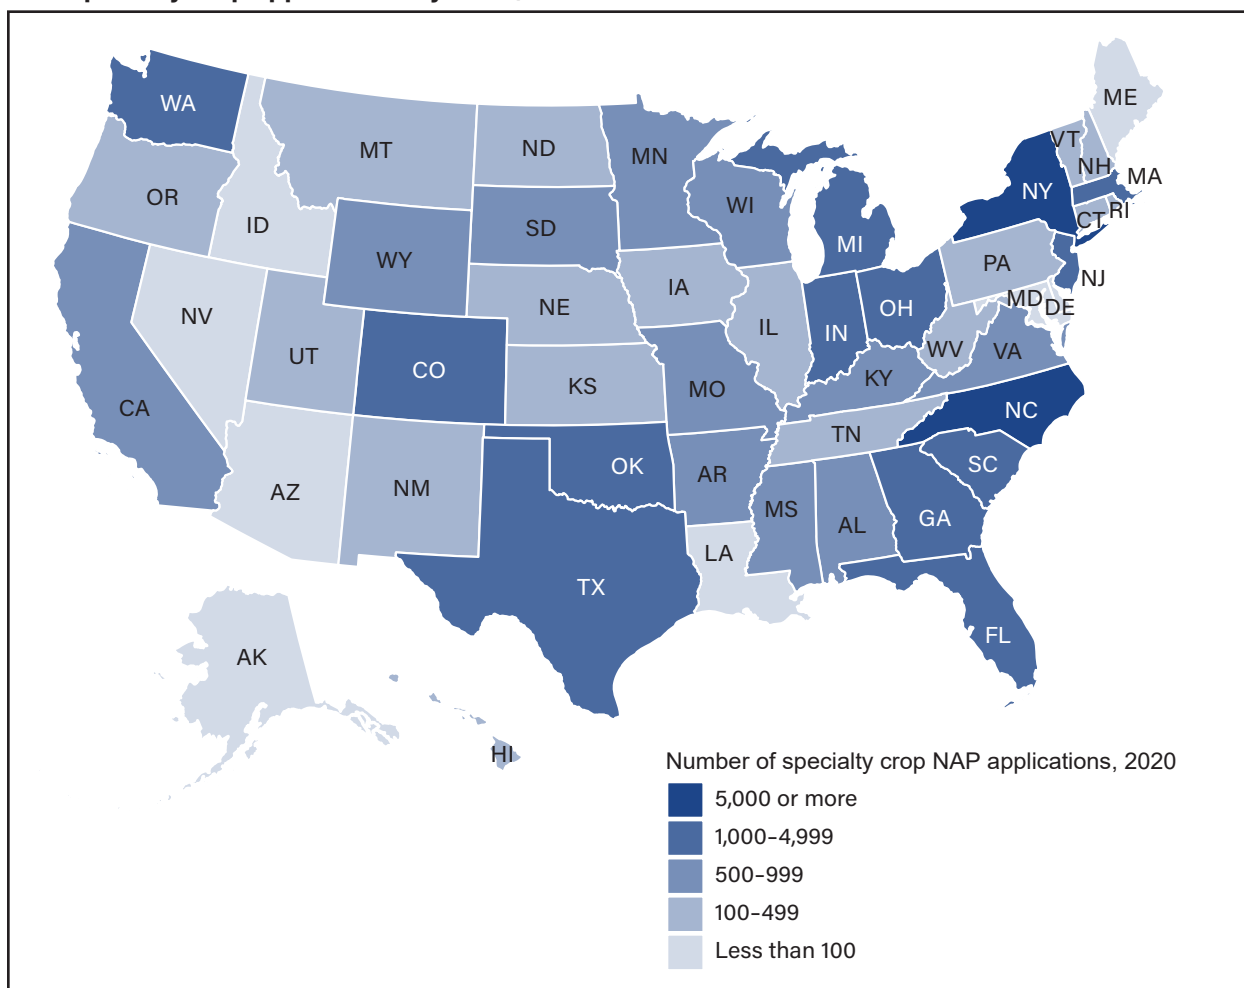 WA
ME
MT
ND
MN
VT
NH
MA
OR
ID
SD
WI
NY
CT
RI
WY
MI
PA
NJ
IA
NE
NV
OH
MD
DE
IL
IN
UT
CO
WV
VA
KS
MO
KY
CA
NC
TN
OK
SC
AZ
NM
AR
MS
AL
GA
LA
TX
FL
AK
HI
Number of specialty crop NAP applications, 2020
5,000 or more
1,000–4,999
500–999
100–499
Less than 100